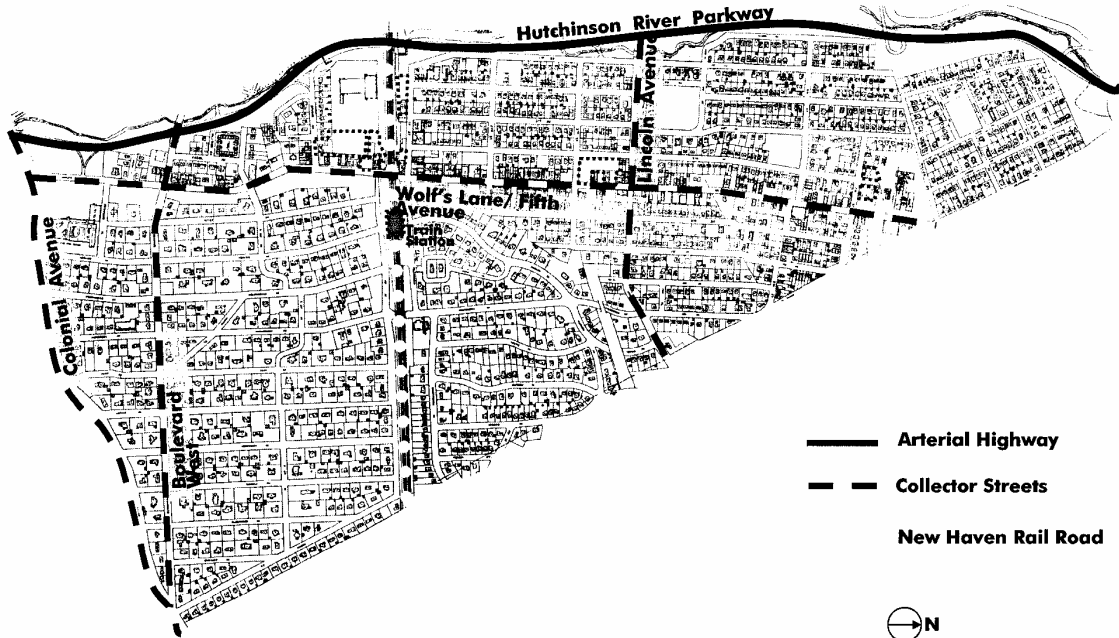 Hutchinson River Parkway
Lincoln Avenue
Wolf's Lane/ Fifth
Avenue
Train
Station
Colonial Avenue
Boulevard
West
Arterial Highway
Collector Streets
New Haven Rail Road
N